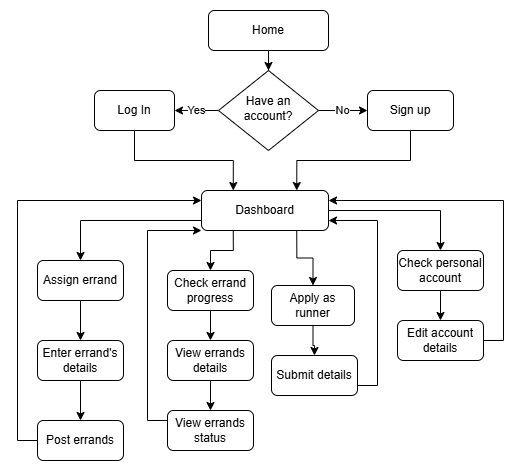 Home
Have an
account?
Yes
No
Log In
Sign up
Dashboard
Assign errand
Enter errand's
details
Post errands
Check errand
progress
View errands
details
View errands
status
Apply as
runner
Submit details
Check personal
account
Edit account
details